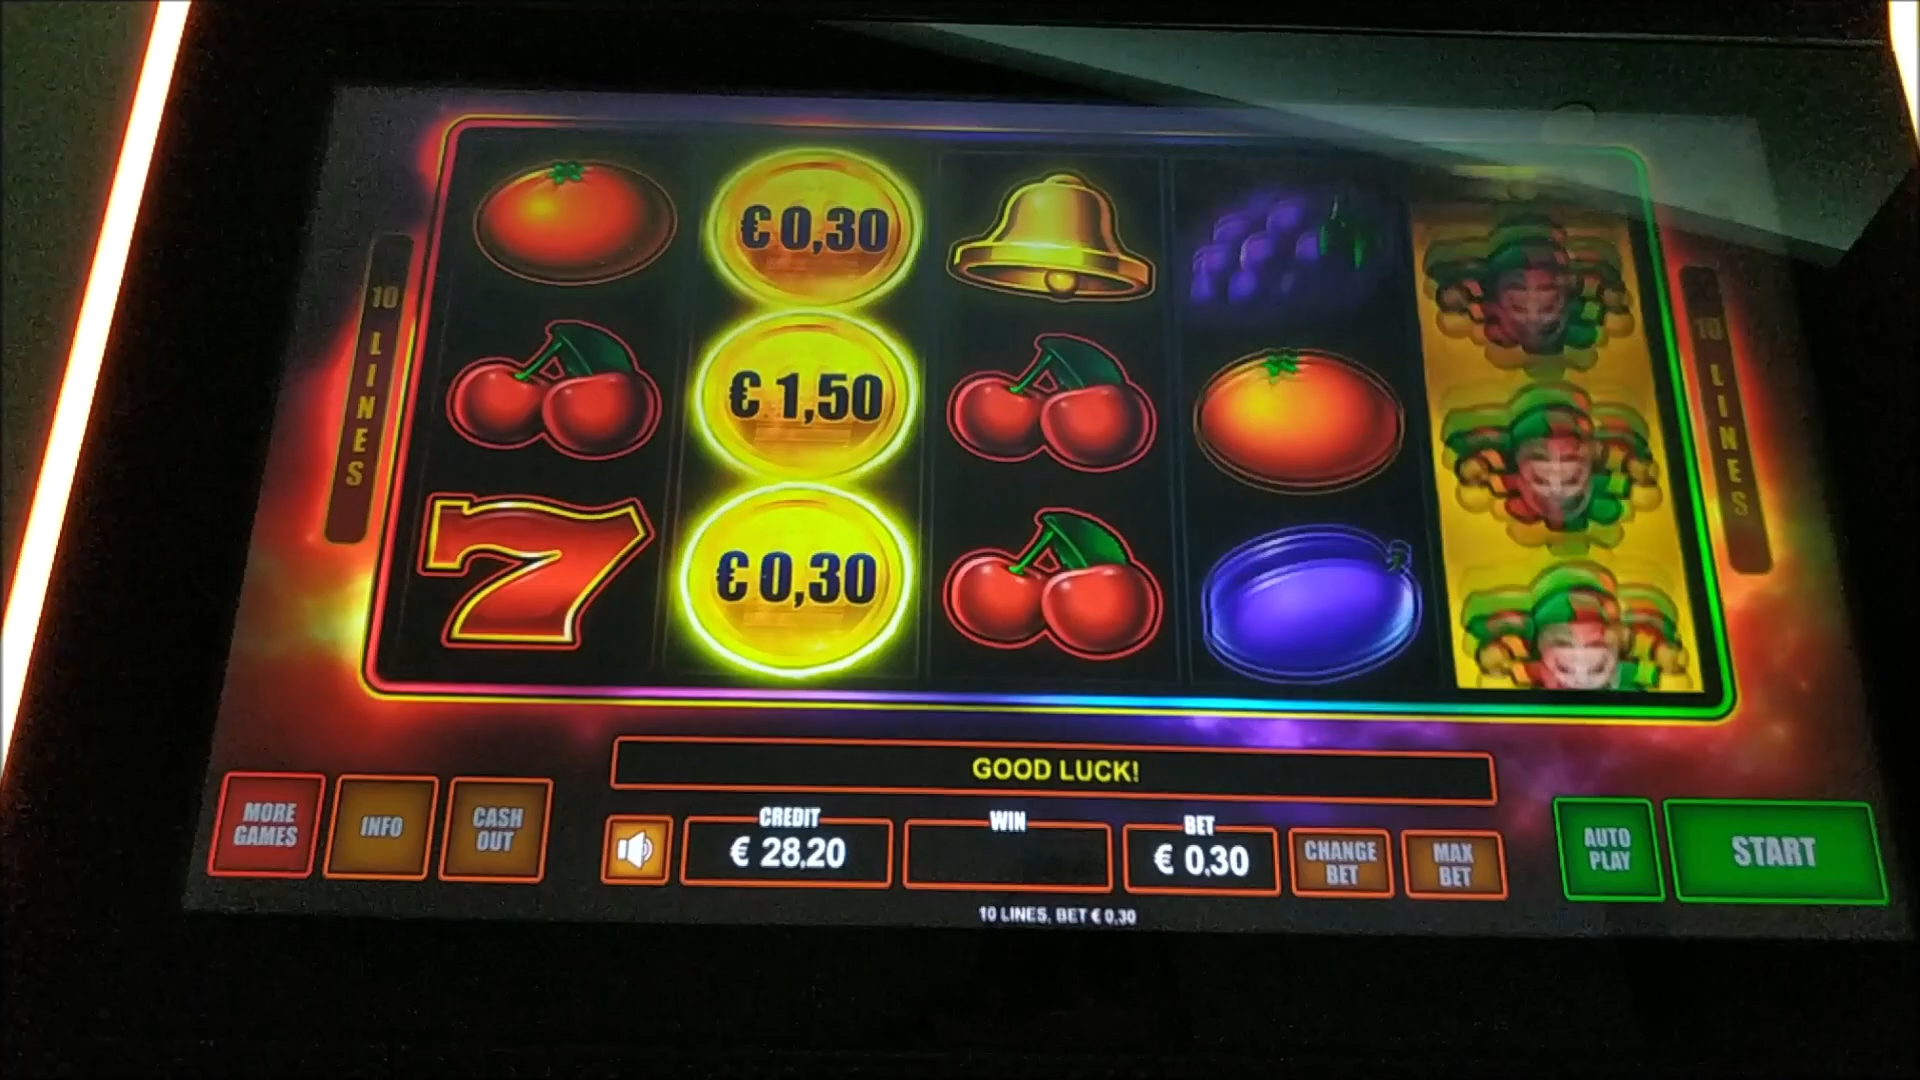 € 0,30
€ 1,50
€ 0,30
10 LINES
10 LINES
GOOD LUCK!
MORE
GAMES
INFO
CASH
OUT
CREDIT
€ 28,20
WIN
BET
€ 0,30
CHANGE
BET
MAX
BET
AUTO
PLAY
START
10 LINES, BET € 0,30